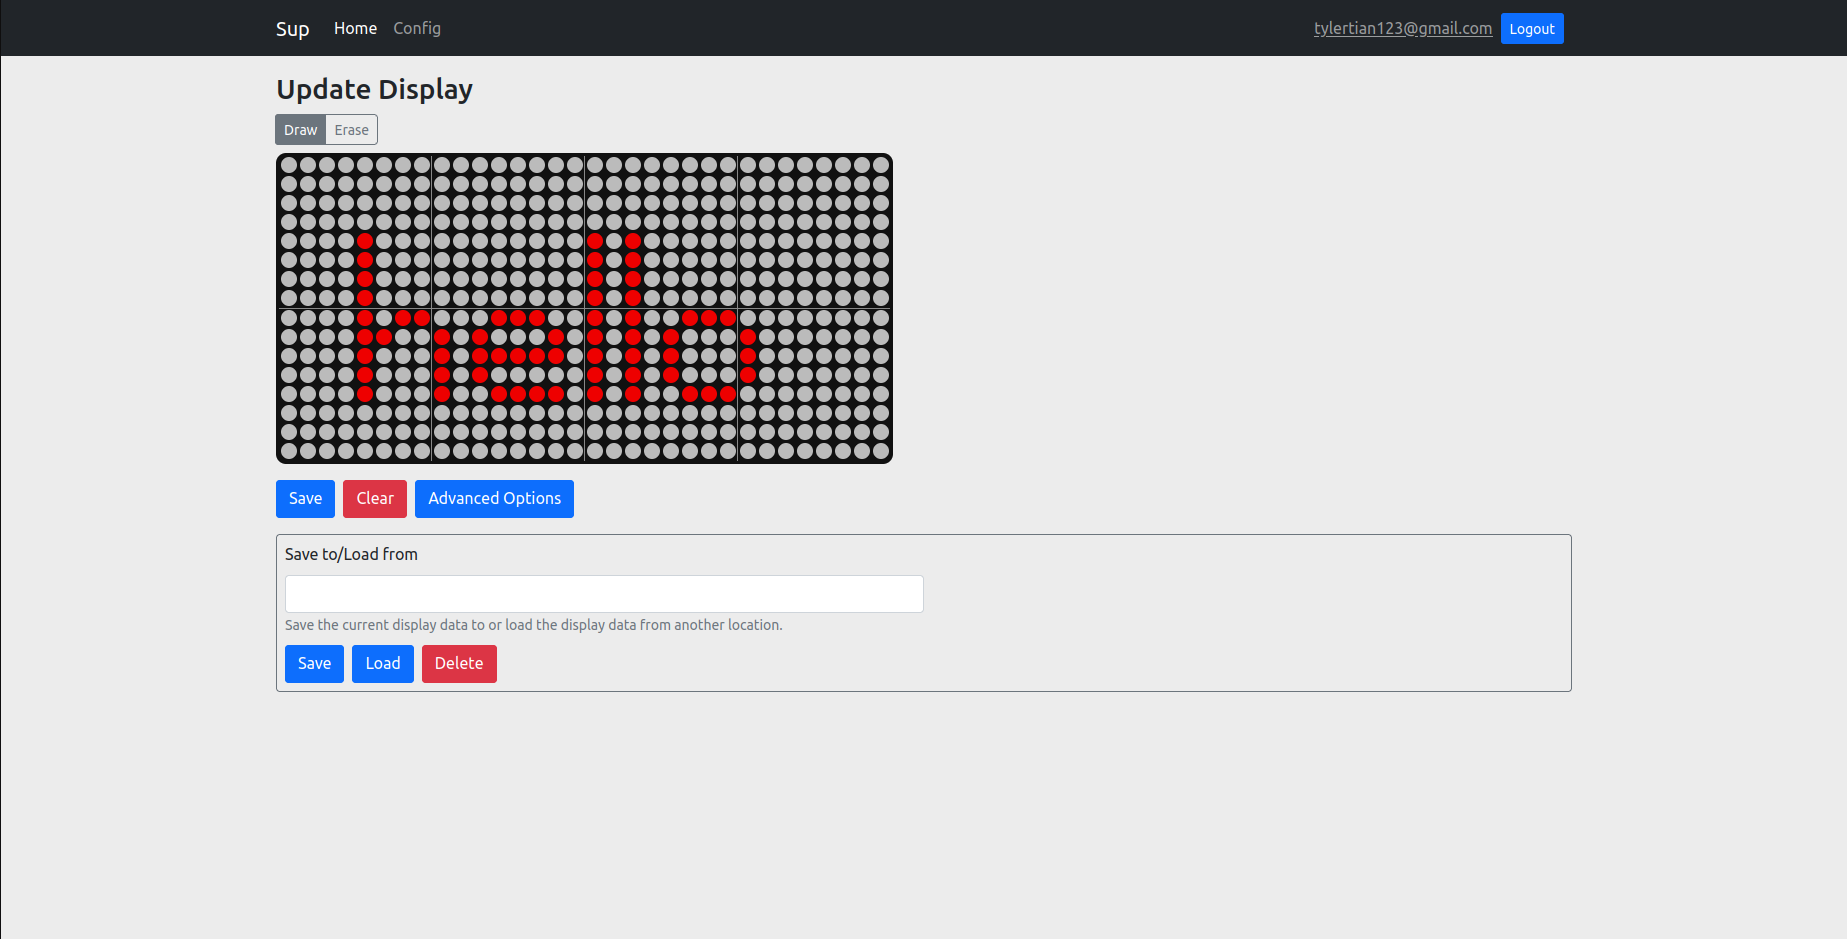 Sup Home Config tylertian123@gmail.com Logout
Update Display
Draw Erase
hello
Save Clear Advanced Options
Save to/Load from
Save the current display data to or load the display data from another location.
Save Load Delete